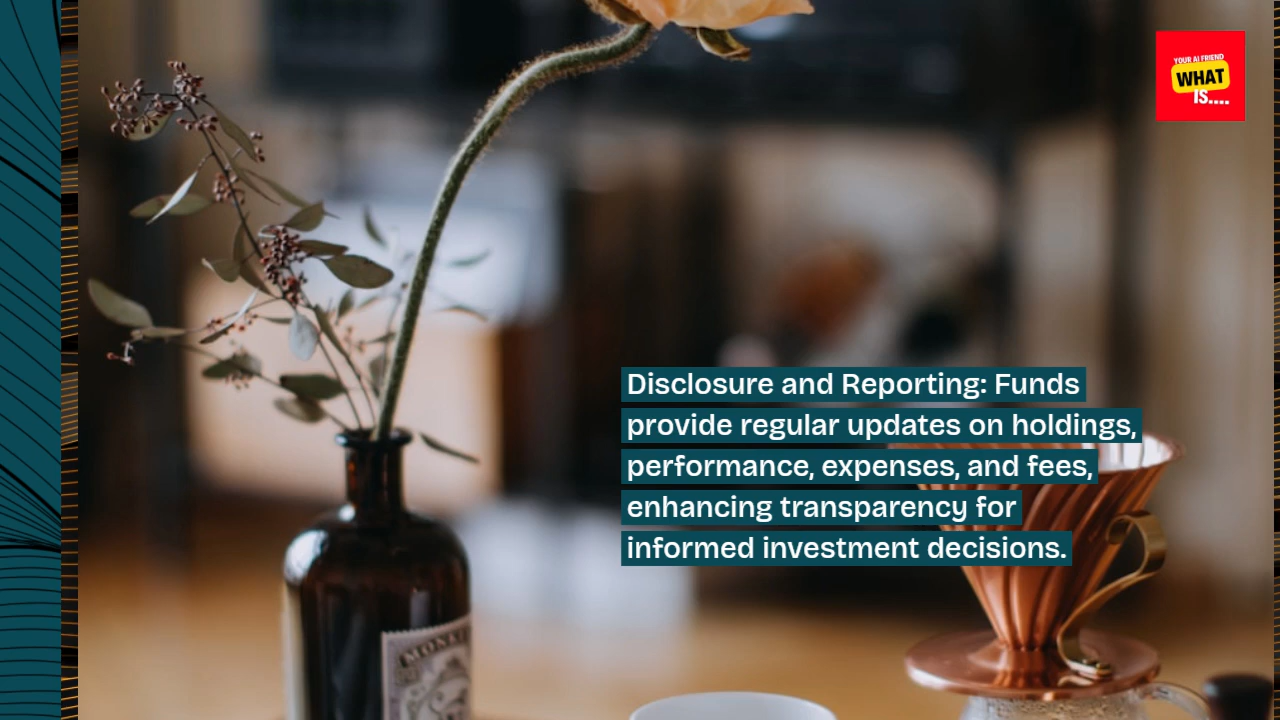 YOUR AI FRIEND
WHAT
IS....
Disclosure and Reporting: Funds
provide regular updates on holdings,
performance, expenses, and fees,
enhancing transparency for
informed investment decisions.